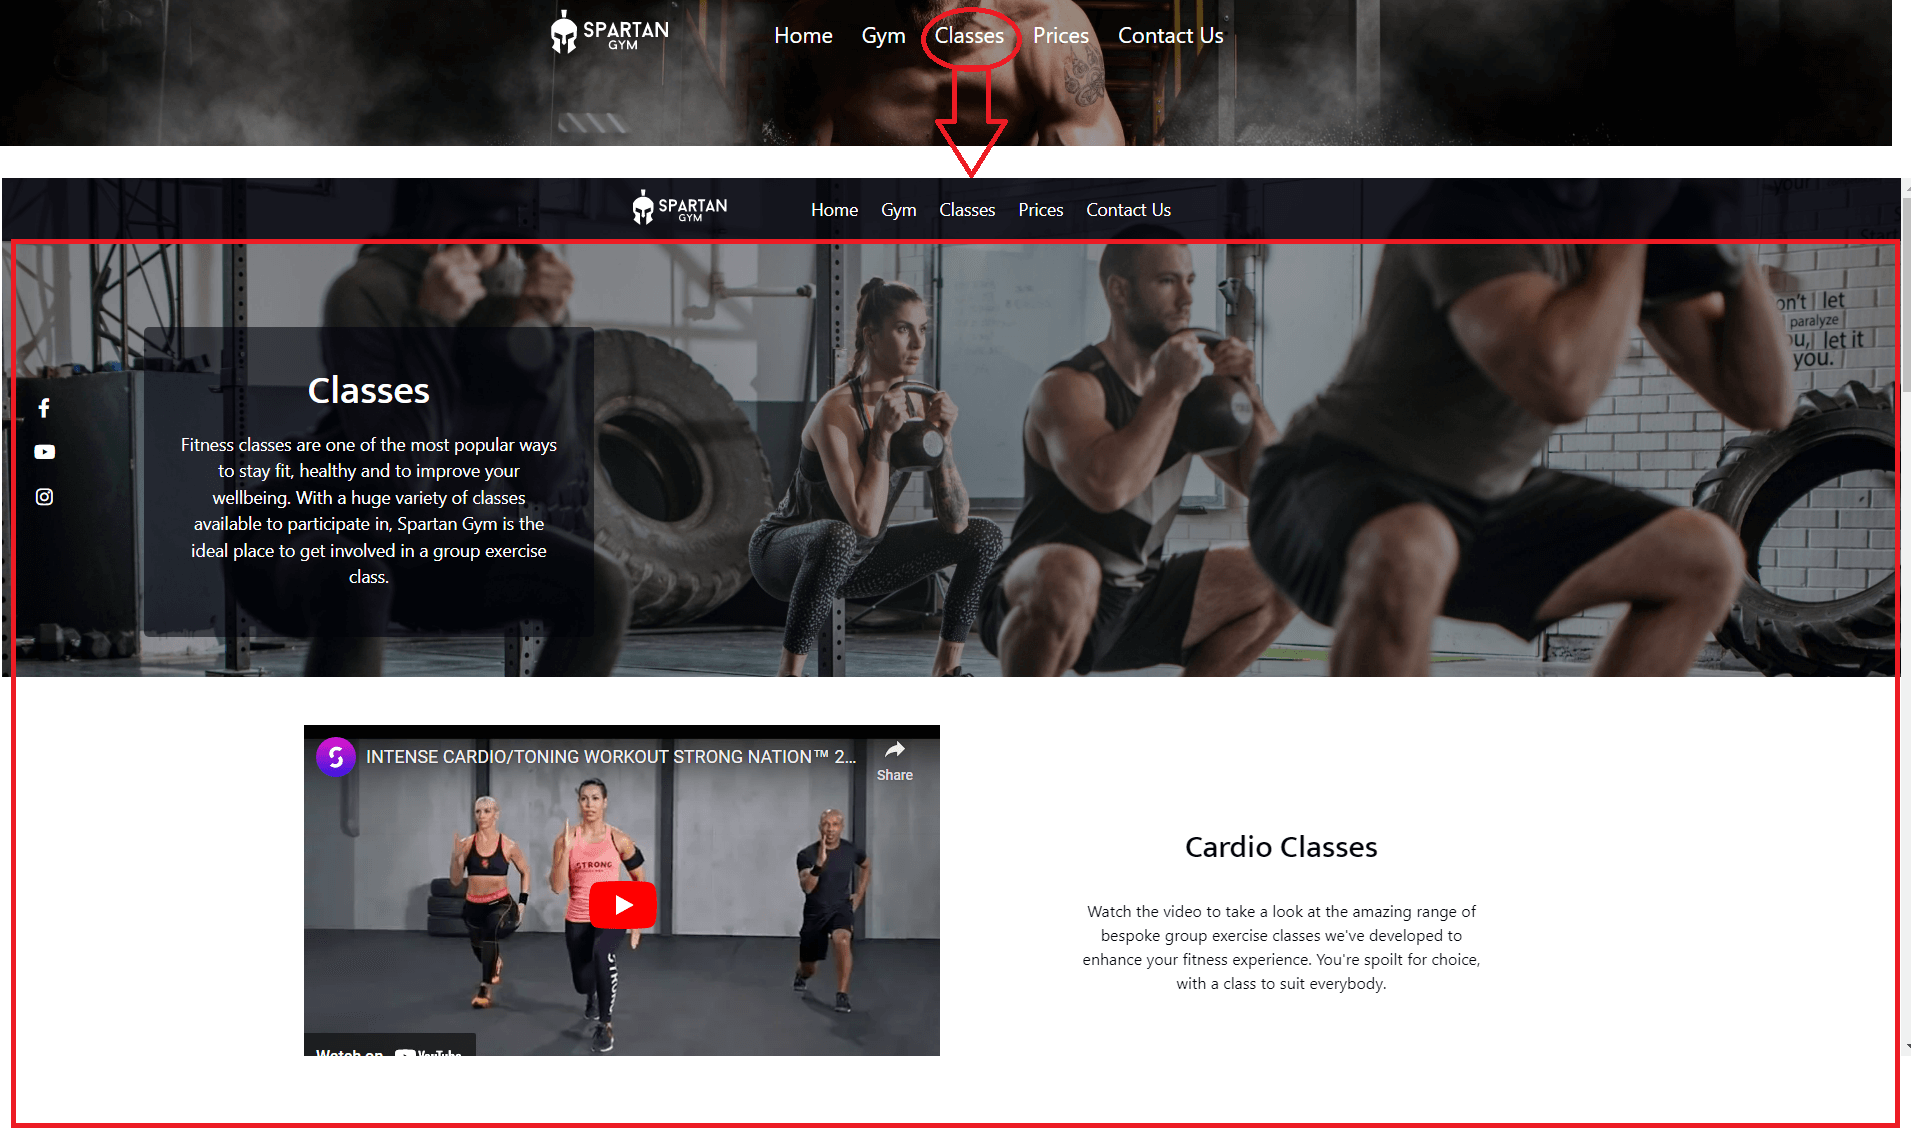 SPARTAN
GYM
Home Gym Classes Prices Contact Us
SPARTAN
GYM
Home Gym Classes Prices Contact Us
your
Start
on't let
paralyze
ou, let it
you.
Classes
Fitness classes are one of the most popular ways
to stay fit, healthy and to improve your
wellbeing. With a huge variety of classes
available to participate in, Spartan Gym is the
ideal place to get involved in a group exercise
class.
INTENSE CARDIO/TONING WORKOUT STRONG NATION™ 2...
Share
STRONG
STRONG
Watch on YouTube
Cardio Classes
Watch the video to take a look at the amazing range of
bespoke group exercise classes we've developed to
enhance your fitness experience. You're spoilt for choice,
with a class to suit everybody.